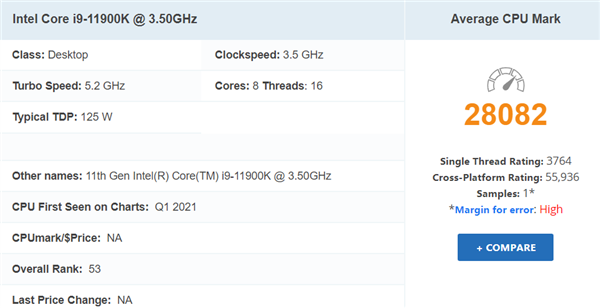 Intel Core i9-11900K @ 3.50GHz
Average CPU Mark
Class: Desktop
Clockspeed: 3.5 GHz
Turbo Speed: 5.2 GHz
Cores: 8 Threads: 16
Typical TDP: 125 W
Other names: 11th Gen Intel(R) Core(TM) i9-11900K @ 3.50GHz
CPU First Seen on Charts: Q1 2021
CPUmark/$Price: NA
Overall Rank: 53
Last Price Change: NA
28082
Single Thread Rating: 3764
Cross-Platform Rating: 55,936
Samples: 1*
*Margin for error: High
+ COMPARE